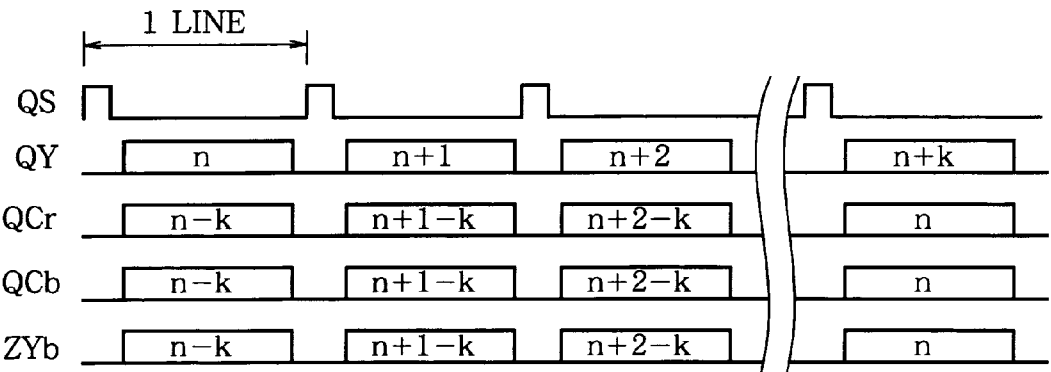 1 LINE
QS
QY n n+1 n+2 n+k
QCr n−k n+1−k n+2−k n
QCb n−k n+1−k n+2−k n
ZYb n−k n+1−k n+2−k n